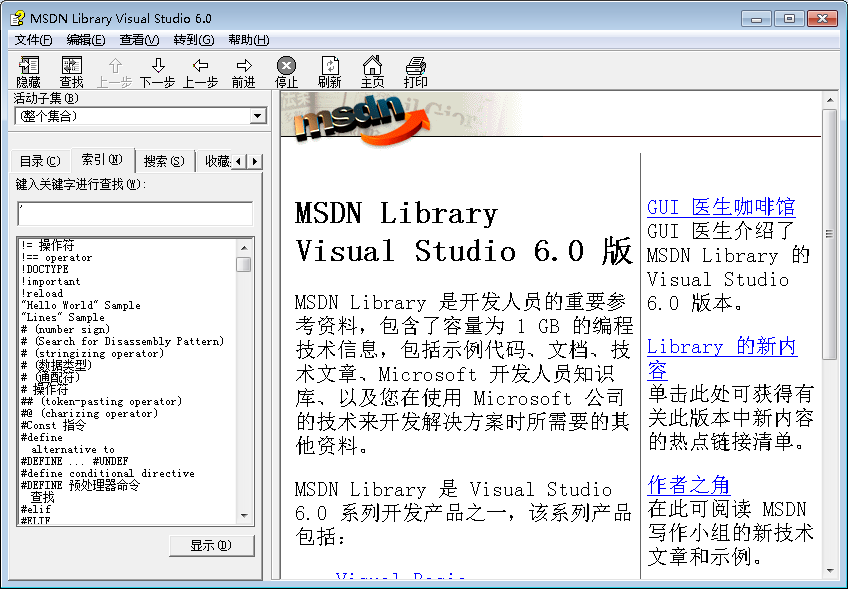 MSDN Library Visual Studio 6.0
文件(F) 编辑(E) 查看(V) 转到(G) 帮助(H)
隐藏 查找 上一步 下一步 上一步 前进 停止 刷新 主页 打印
活动子集(B)
(整个集合)
目录(C) 索引(N) 搜索(S) 收藏
键入关键字进行查找(W):
!= 操作符
!== operator
!DOCTYPE
!important
!reload
"Hello World" Sample
"Lines" Sample
# (number sign)
# (Search for Disassembly Pattern)
# (stringizing operator)
# (数据类型)
# (通配符)
# 操作符
## (token-pasting operator)
#@ (charizing operator)
#Const 指令
#define
alternative to
#DEFINE ... #UNDEF
#define conditional directive
#DEFINE 预处理器命令
查找
#elif
#ELIF
显示(D)
msdn
MSDN Library
Visual Studio 6.0 版
MSDN Library 是开发人员的重要参
考资料，包含了容量为 1 GB 的编程
技术信息，包括示例代码、文档、技
术文章、Microsoft 开发人员知识
库、以及您在使用 Microsoft 公司
的技术来开发解决方案时所需要的其
他资料。
MSDN Library 是 Visual Studio
6.0 系列开发产品之一，该系列产品
包括：
Visual Basic
GUI 医生咖啡馆
GUI 医生介绍了
MSDN Library 的
Visual Studio
6.0 版本。
Library 的新内
容
单击此处可获得有
关此版本中新内容
的热点链接清单。
作者之角
在此可阅读 MSDN
写作小组的新技术
文章和示例。